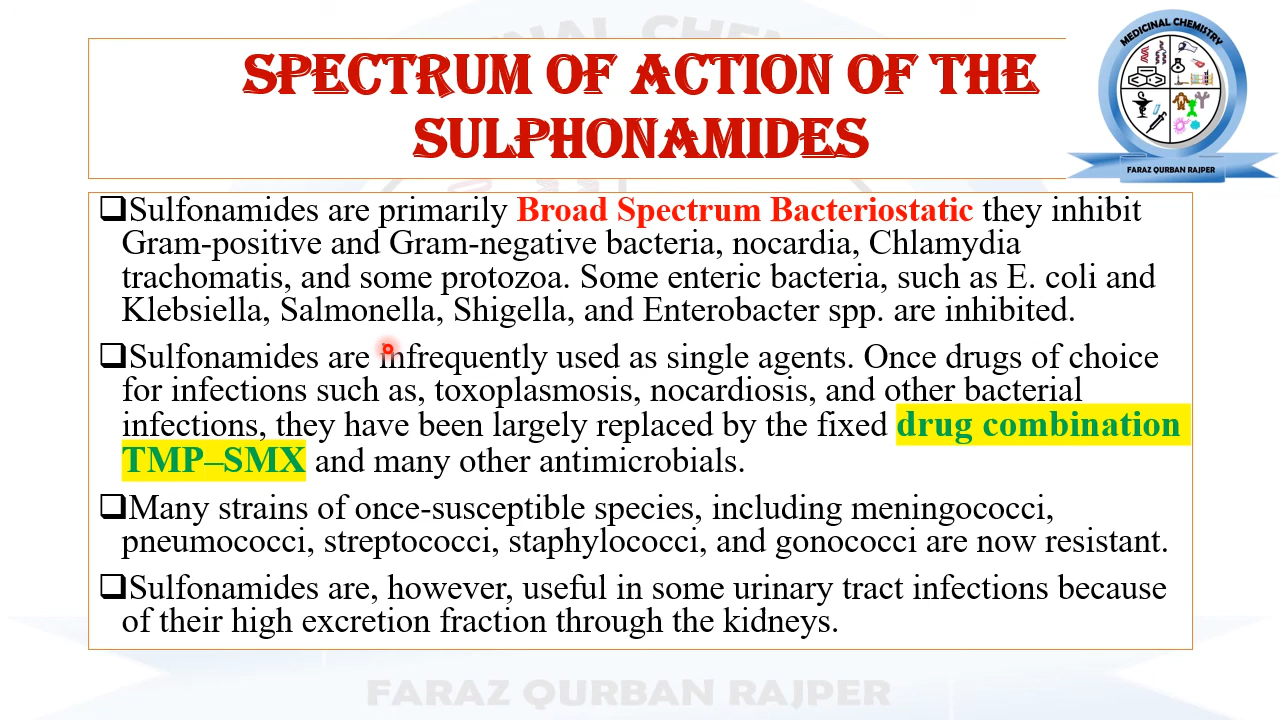 SPECTRUM OF ACTION OF THE
SULPHONAMIDES
MEDICINAL CHEMISTRY
FARAZ QURBAN RAJPER
❑Sulfonamides are primarily Broad Spectrum Bacteriostatic they inhibit
Gram-positive and Gram-negative bacteria, nocardia, Chlamydia
trachomatis, and some protozoa. Some enteric bacteria, such as E. coli and
Klebsiella, Salmonella, Shigella, and Enterobacter spp. are inhibited.
❑Sulfonamides are infrequently used as single agents. Once drugs of choice
for infections such as, toxoplasmosis, nocardiosis, and other bacterial
infections, they have been largely replaced by the fixed drug combination
TMP–SMX and many other antimicrobials.
❑Many strains of once-susceptible species, including meningococci,
pneumococci, streptococci, staphylococci, and gonococci are now resistant.
❑Sulfonamides are, however, useful in some urinary tract infections because
of their high excretion fraction through the kidneys.
FARAZ QURBAN RAJPER